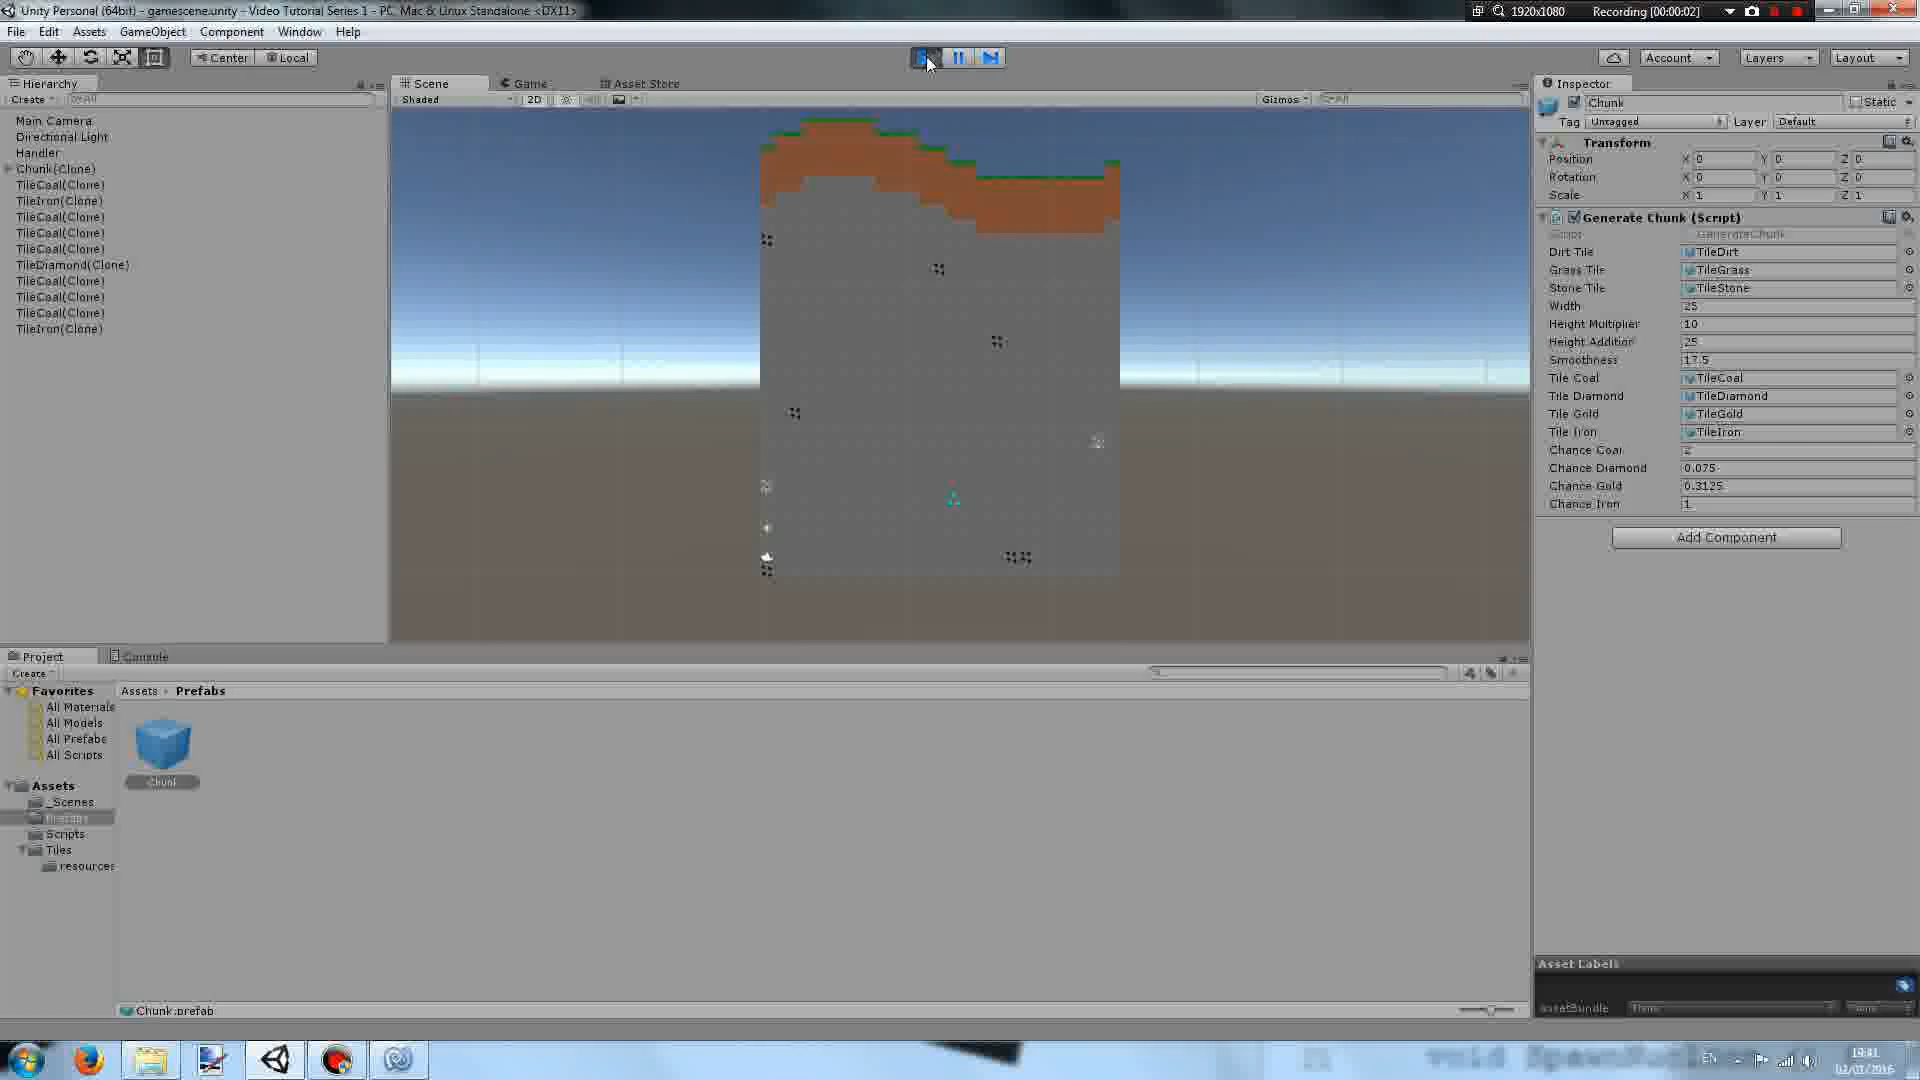 Unity Personal (64bit) - gamescene.unity - Video Tutorial Series 1 - PC, Mac & Linux Standalone <DX11>
1920x1080
Recording [00:00:02]
File Edit Assets GameObject Component Window Help
Center Local
Account Layers Layout
Hierarchy
Create
All
Main Camera
Directional Light
Handler
Chunk(Clone)
TileCoal(Clone)
TileIron(Clone)
TileCoal(Clone)
TileCoal(Clone)
TileCoal(Clone)
TileDiamond(Clone)
TileCoal(Clone)
TileCoal(Clone)
TileCoal(Clone)
TileIron(Clone)
Scene Game Asset Store
Shaded 2D Gizmos All
Inspector
Chunk Static
Tag Untagged Layer Default
Transform
Position X 0 Y 0 Z 0
Rotation X 0 Y 0 Z 0
Scale X 1 Y 1 Z 1
Generate Chunk (Script)
Script GenerateChunk
Dirt Tile TileDirt
Grass Tile TileGrass
Stone Tile TileStone
Width 25
Height Multiplier 10
Height Addition 25
Smoothness 17.5
Tile Coal TileCoal
Tile Diamond TileDiamond
Tile Gold TileGold
Tile Iron TileIron
Chance Coal 2
Chance Diamond 0.075
Chance Gold 0.3125
Chance Iron 1
Add Component
Project Console
Create
Favorites
All Materials
All Models
All Prefabs
All Scripts
Assets
_Scenes
Prefabs
Scripts
Tiles
resources
Assets Prefabs
Chunk
Chunk.prefab
Asset Labels
AssetBundle None None
EN
19:41
02/01/2016